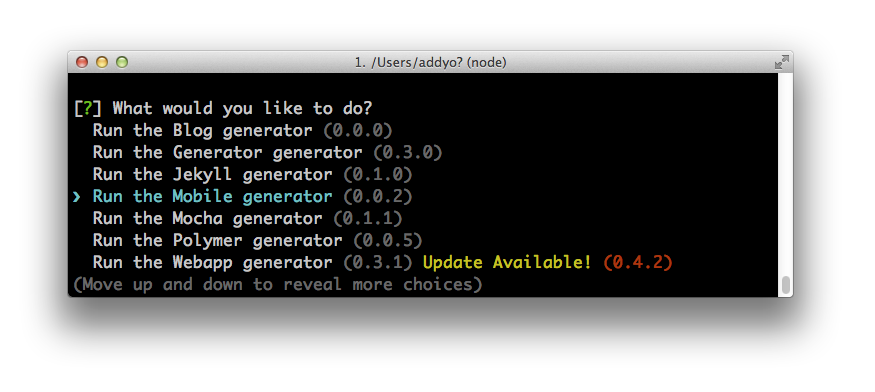 1. /Users/addyo? (node)
[?] What would you like to do?
Run the Blog generator (0.0.0)
Run the Generator generator (0.3.0)
Run the Jekyll generator (0.1.0)
❯ Run the Mobile generator (0.0.2)
Run the Mocha generator (0.1.1)
Run the Polymer generator (0.0.5)
Run the Webapp generator (0.3.1) Update Available! (0.4.2)
(Move up and down to reveal more choices)